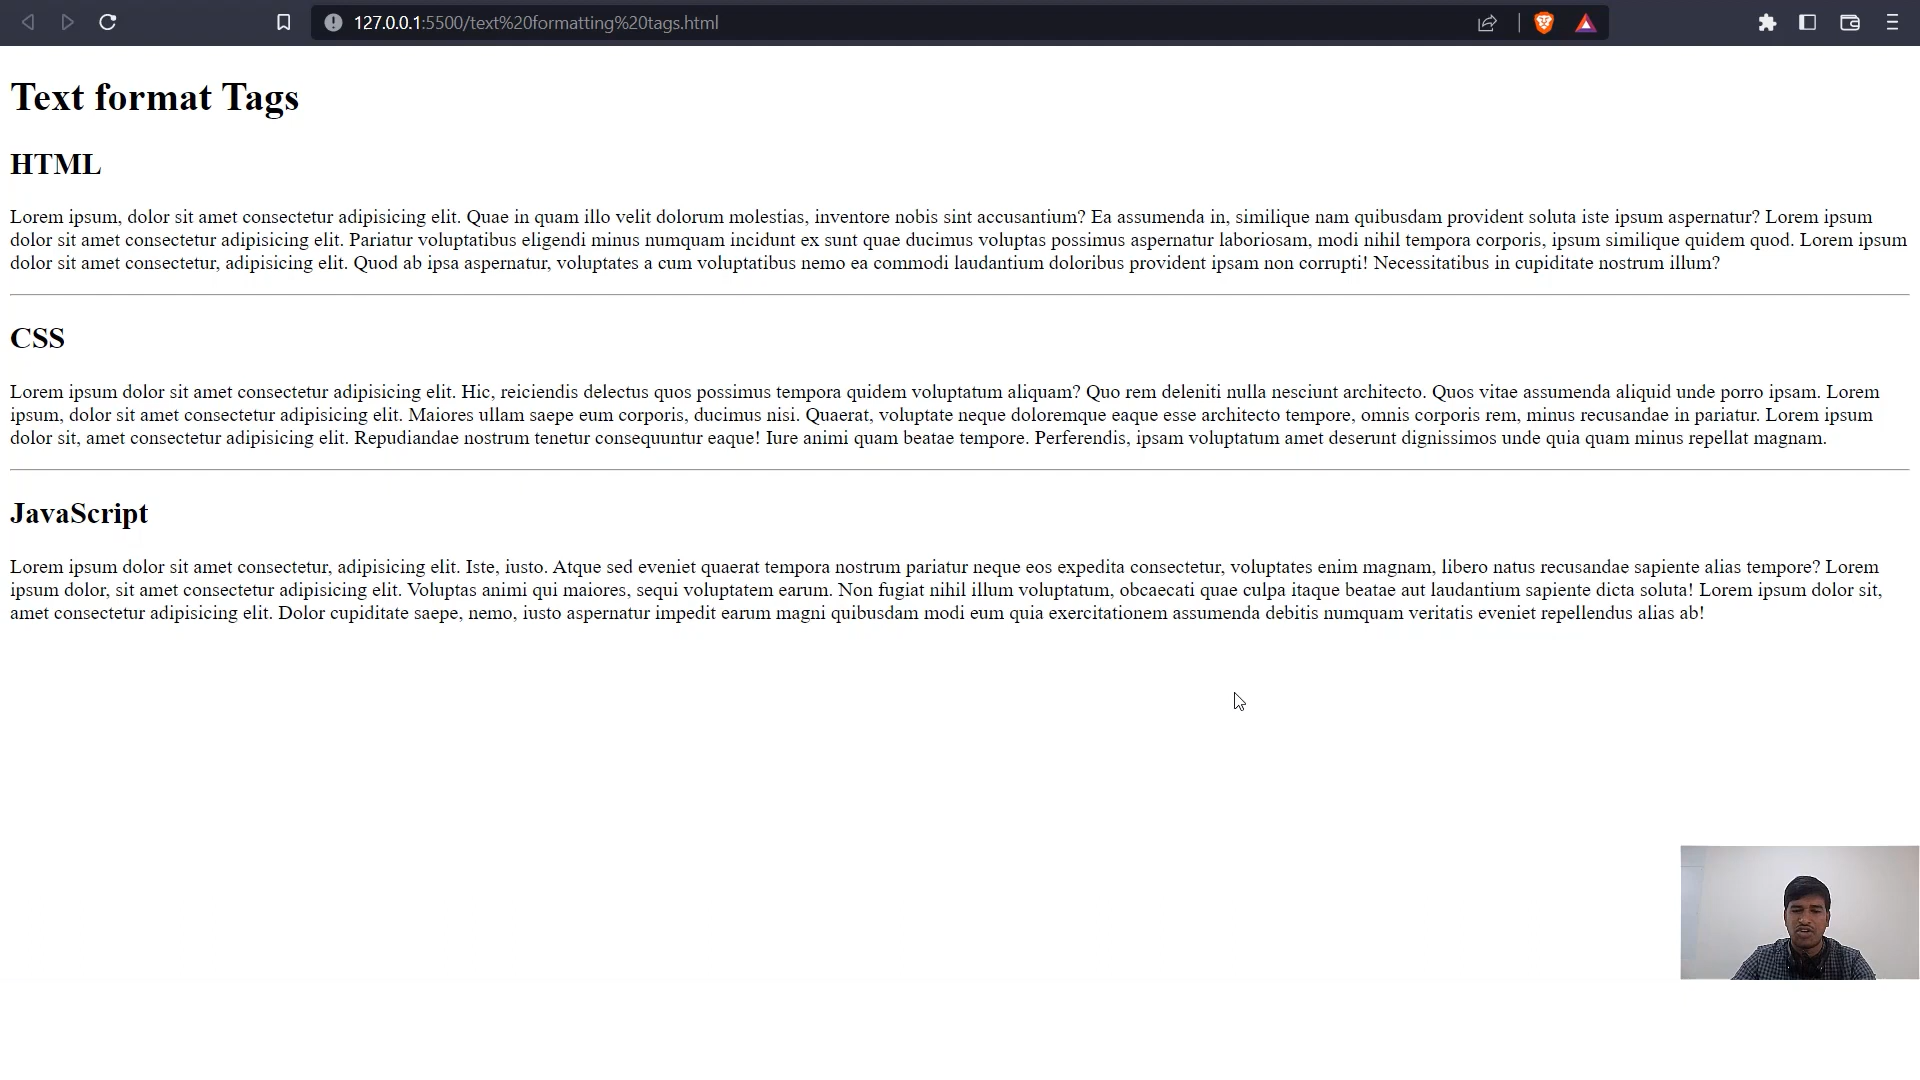 127.0.0.1:5500/text%20formatting%20tags.html
Text format Tags
HTML
Lorem ipsum, dolor sit amet consectetur adipisicing elit. Quae in quam illo velit dolorum molestias, inventore nobis sint accusantium? Ea assumenda in, similique nam quibusdam provident soluta iste ipsum aspernatur? Lorem ipsum
dolor sit amet consectetur adipisicing elit. Pariatur voluptatibus eligendi minus numquam incidunt ex sunt quae ducimus voluptas possimus aspernatur laboriosam, modi nihil tempora corporis, ipsum similique quidem quod. Lorem ipsum
dolor sit amet consectetur, adipisicing elit. Quod ab ipsa aspernatur, voluptates a cum voluptatibus nemo ea commodi laudantium doloribus provident ipsam non corrupti! Necessitatibus in cupiditate nostrum illum?
CSS
Lorem ipsum dolor sit amet consectetur adipisicing elit. Hic, reiciendis delectus quos possimus tempora quidem voluptatum aliquam? Quo rem deleniti nulla nesciunt architecto. Quos vitae assumenda aliquid unde porro ipsam. Lorem
ipsum, dolor sit amet consectetur adipisicing elit. Maiores ullam saepe eum corporis, ducimus nisi. Quaerat, voluptate neque doloremque eaque esse architecto tempore, omnis corporis rem, minus recusandae in pariatur. Lorem ipsum
dolor sit, amet consectetur adipisicing elit. Repudiandae nostrum tenetur consequuntur eaque! Iure animi quam beatae tempore. Perferendis, ipsam voluptatum amet deserunt dignissimos unde quia quam minus repellat magnam.
JavaScript
Lorem ipsum dolor sit amet consectetur, adipisicing elit. Iste, iusto. Atque sed eveniet quaerat tempora nostrum pariatur neque eos expedita consectetur, voluptates enim magnam, libero natus recusandae sapiente alias tempore? Lorem
ipsum dolor, sit amet consectetur adipisicing elit. Voluptas animi qui maiores, sequi voluptatem earum. Non fugiat nihil illum voluptatum, obcaecati quae culpa itaque beatae aut laudantium sapiente dicta soluta! Lorem ipsum dolor sit,
amet consectetur adipisicing elit. Dolor cupiditate saepe, nemo, iusto aspernatur impedit earum magni quibusdam modi eum quia exercitationem assumenda debitis numquam veritatis eveniet repellendus alias ab!